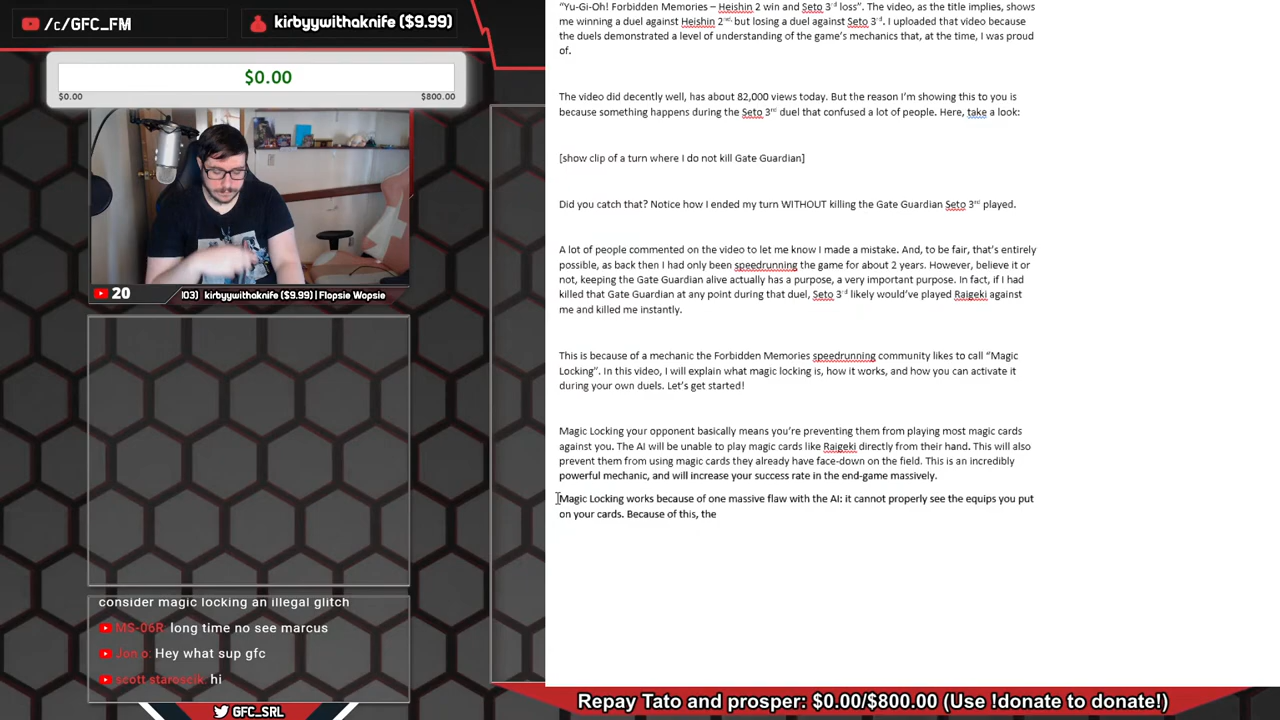 /c/GFC_FM
kirbyywithaknife ($9.99)
$0.00
$0.00
$800.00
20
103) kirbyywithaknife ($9.99) | Flopsie Wopsie
consider magic locking an illegal glitch
MS-06R: long time no see marcus
Jon o: Hey what sup gfc
scott staroscik: hi
GFC_SRL
"Yu-Gi-Oh! Forbidden Memories – Heishin 2 win and Seto 3rd loss". The video, as the title implies, shows
me winning a duel against Heishin 2nd, but losing a duel against Seto 3rd. I uploaded that video because
the duels demonstrated a level of understanding of the game's mechanics that, at the time, I was proud
of.
The video did decently well, has about 82,000 views today. But the reason I'm showing this to you is
because something happens during the Seto 3rd duel that confused a lot of people. Here, take a look:
[show clip of a turn where I do not kill Gate Guardian]
Did you catch that? Notice how I ended my turn WITHOUT killing the Gate Guardian Seto 3rd played.
A lot of people commented on the video to let me know I made a mistake. And, to be fair, that's entirely
possible, as back then I had only been speedrunning the game for about 2 years. However, believe it or
not, keeping the Gate Guardian alive actually has a purpose, a very important purpose. In fact, if I had
killed that Gate Guardian at any point during that duel, Seto 3rd likely would've played Raigeki against
me and killed me instantly.
This is because of a mechanic the Forbidden Memories speedrunning community likes to call "Magic
Locking". In this video, I will explain what magic locking is, how it works, and how you can activate it
during your own duels. Let's get started!
Magic Locking your opponent basically means you're preventing them from playing most magic cards
against you. The AI will be unable to play magic cards like Raigeki directly from their hand. This will also
prevent them from using magic cards they already have face-down on the field. This is an incredibly
powerful mechanic, and will increase your success rate in the end-game massively.
Magic Locking works because of one massive flaw with the AI: it cannot properly see the equips you put
on your cards. Because of this, the
Repay Tato and prosper: $0.00/$800.00 (Use !donate to donate!)